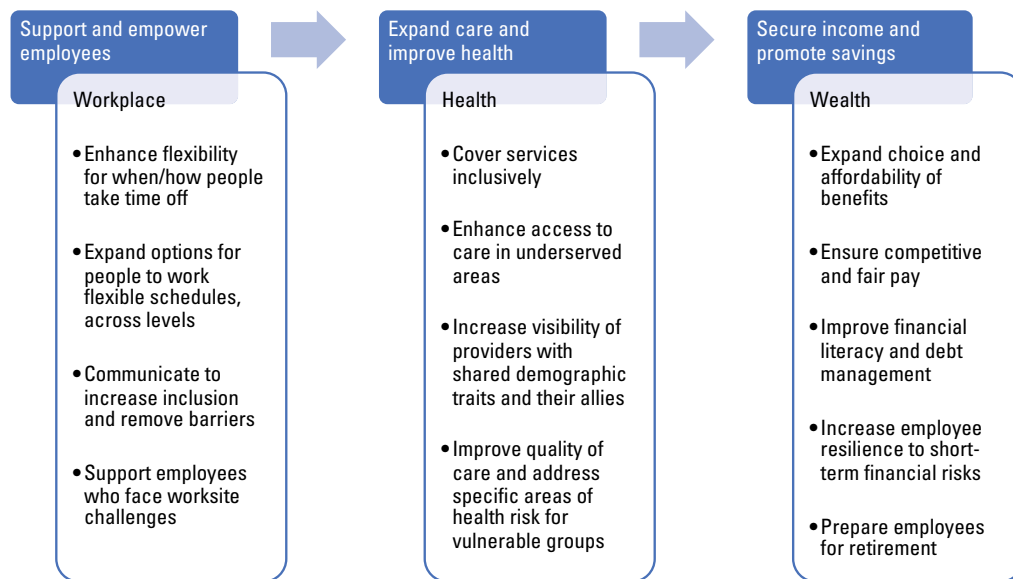 Support and empower
employees
Workplace
•Enhance flexibility
for when/how people
take time off
•Expand options for
people to work
flexible schedules,
across levels
•Communicate to
increase inclusion
and remove barriers
•Support employees
who face worksite
challenges
Expand care and
improve health
Health
•Cover services
inclusively
•Enhance access to
care in underserved
areas
•Increase visibility of
providers with
shared demographic
traits and their allies
•Improve quality of
care and address
specific areas of
health risk for
vulnerable groups
Secure income and
promote savings
Wealth
•Expand choice and
affordability of
benefits
•Ensure competitive
and fair pay
•Improve financial
literacy and debt
management
•Increase employee
resilience to short-
term financial risks
•Prepare employees
for retirement